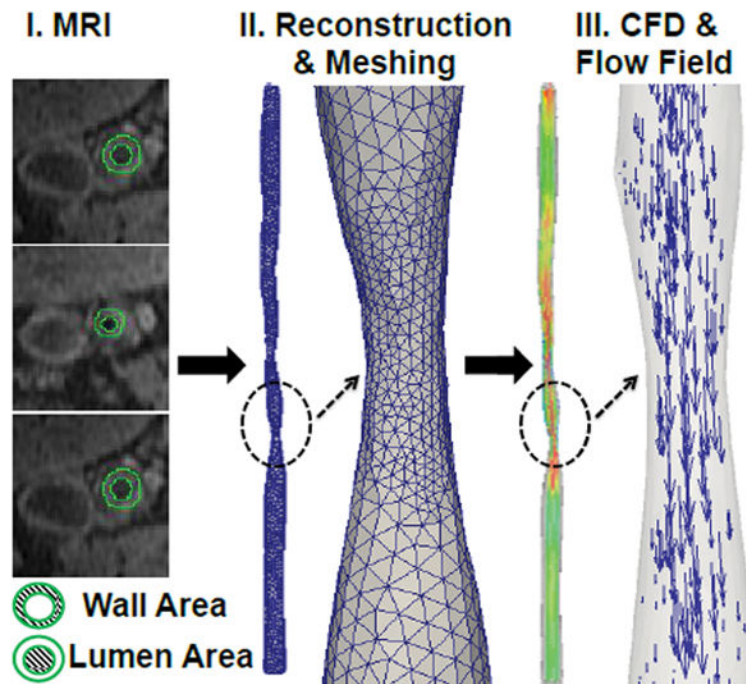 I. MRI
II. Reconstruction
& Meshing
III. CFD &
Flow Field
Wall Area
Lumen Area